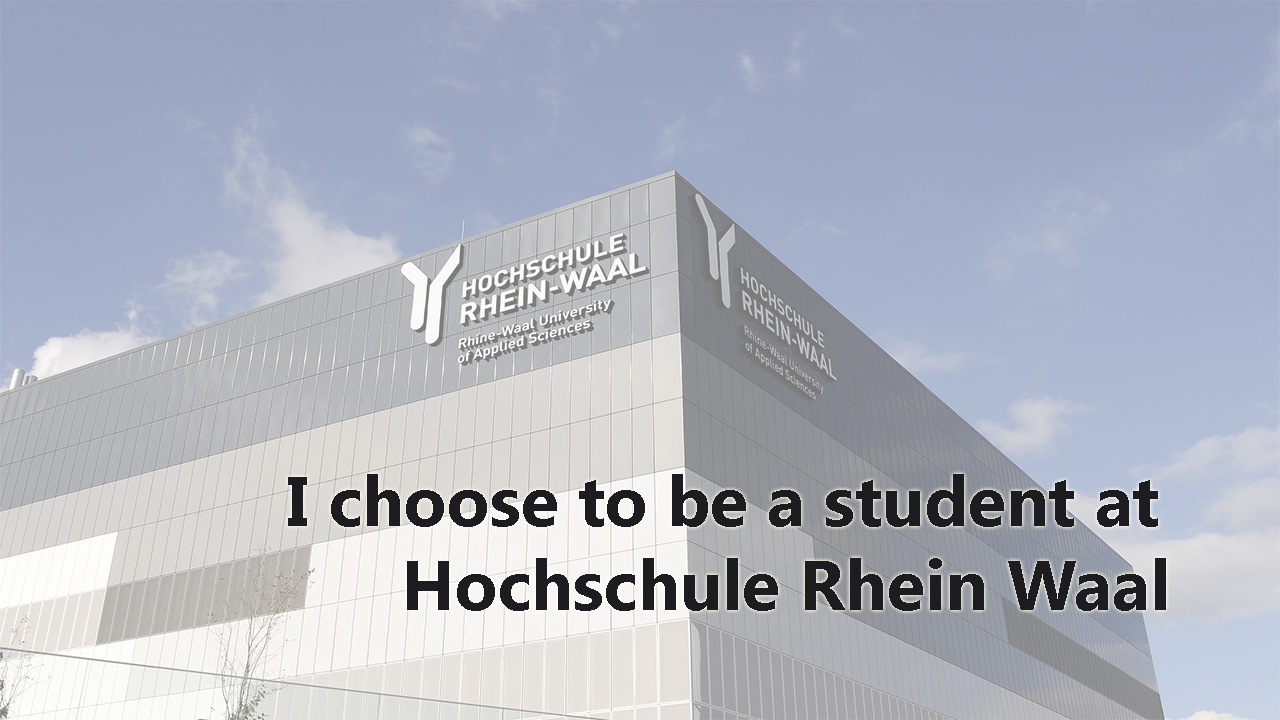 HOCHSCHULE
RHEIN-WAAL
Rhine-Waal University
of Applied Sciences
HOCHSCHULE
RHEIN-WAAL
Rhine-Waal University
of Applied Sciences
I choose to be a student at
Hochschule Rhein Waal